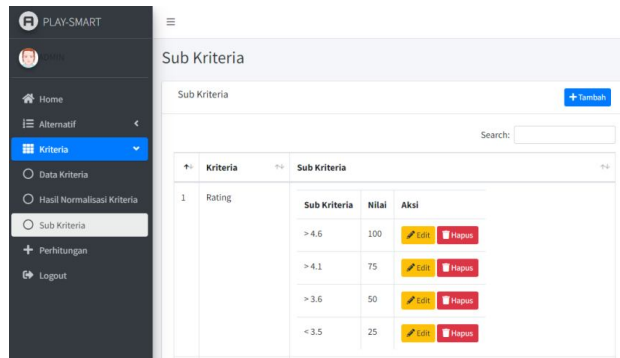 PLAY-SMART
Sub Kriteria
Sub Kriteria
Tambah
Home
Alternatif
Kriteria
Data Kriteria
Hasil Normalisasi Kriteria
Sub Kriteria
Perhitungan
Logout
Search:
Kriteria Sub Kriteria
1 Rating
Sub Kriteria Nilai Aksi
> 4.6 100 Edit Hapus
> 4.1 75 Edit Hapus
> 3.6 50 Edit Hapus
< 3.5 25 Edit Hapus